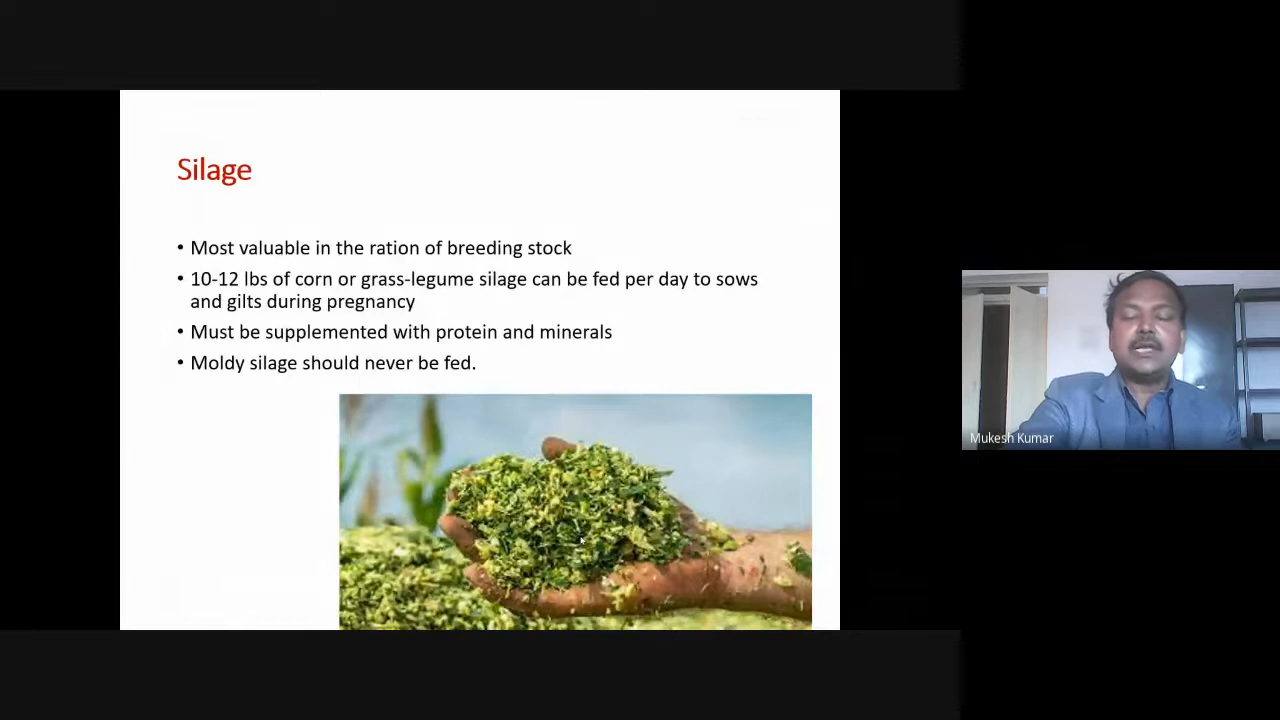 Silage
• Most valuable in the ration of breeding stock
• 10-12 lbs of corn or grass-legume silage can be fed per day to sows
and gilts during pregnancy
• Must be supplemented with protein and minerals
• Moldy silage should never be fed.
Mukesh Kumar